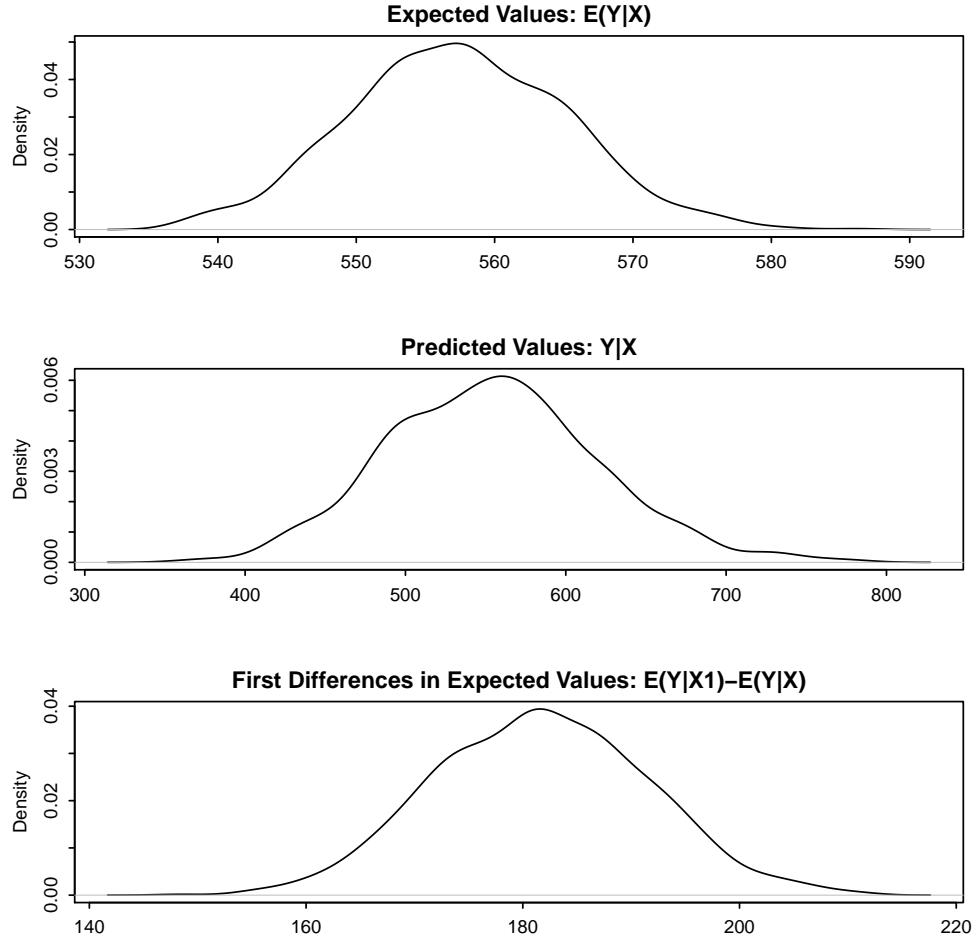 Expected Values: E(Y|X)
Density
0.00 0.02 0.04
530 540 550 560 570 580 590
Predicted Values: Y|X
Density
0.000 0.003 0.006
300 400 500 600 700 800
First Differences in Expected Values: E(Y|X1)−E(Y|X)
Density
0.00 0.02 0.04
140 160 180 200 220